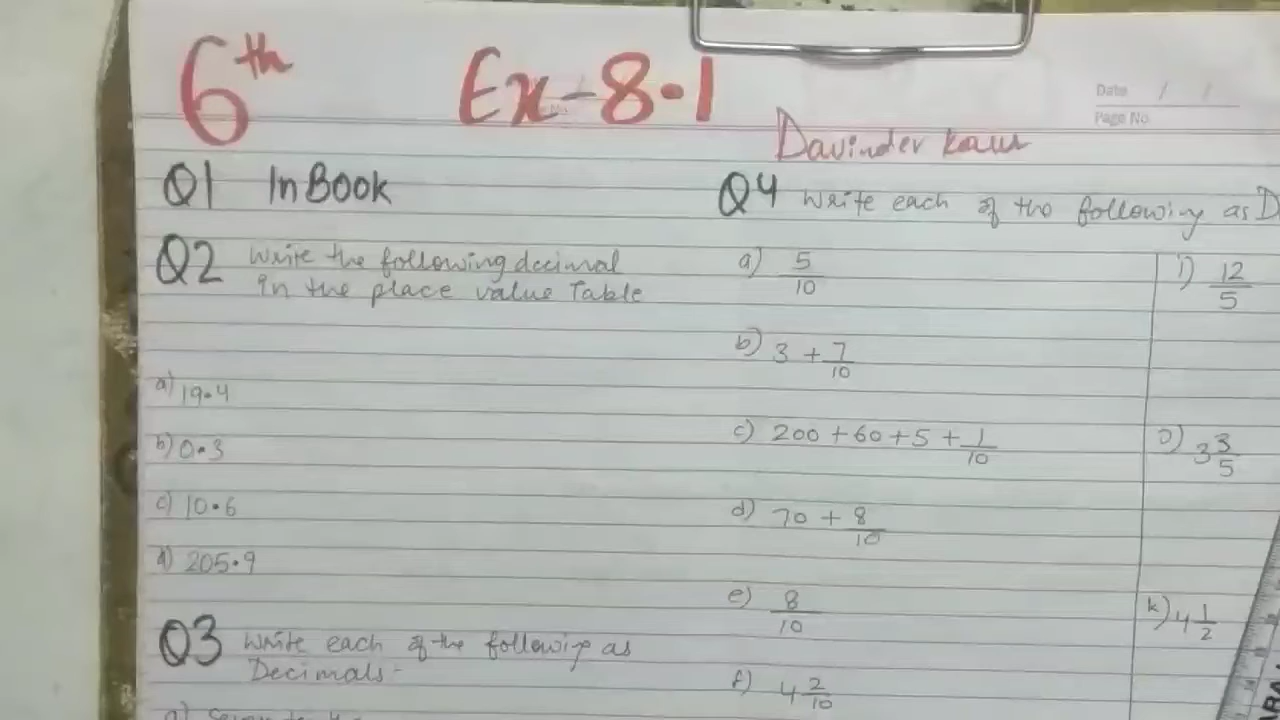 6th Ex-8.1
Date / /
Page No.
Davinder Kaur
Q1 In Book
Q2 Write the following decimal
in the place value Table
a) 19.4
b) 0.3
c) 10.6
d) 205.9
Q3 Write each of the following as
Decimals-
Q4 Write each of the following as D
a) 5/10
b) 3 + 7/10
c) 200 + 60 + 5 + 1/10
d) 70 + 8/10
e) 8/10
f) 4 2/10
i) 12/5
J) 3 3/5
k) 4 1/2